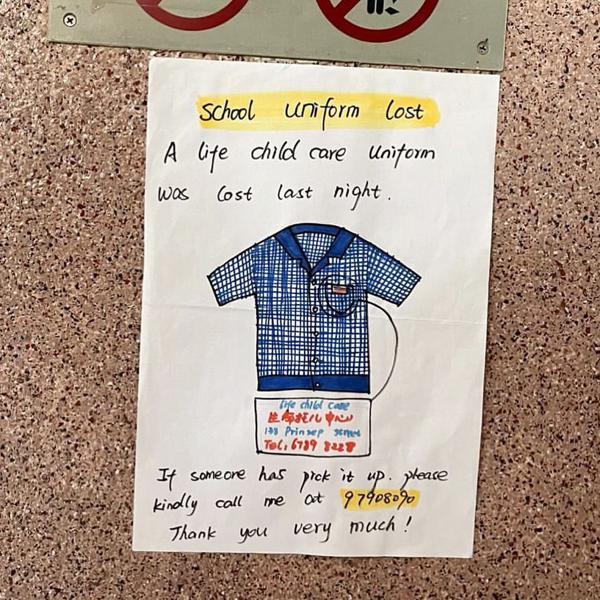 School uniform lost
A life child care uniform
was lost last night.
life child care
生命托儿中心
133 Prinsep street
Tel: 6789 8228
If someone has pick it up. please
kindly call me at 97908090
Thank you very much!